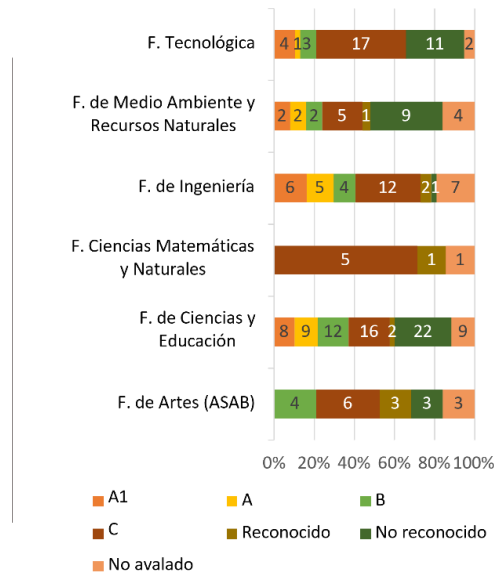 F. Tecnológica
4 1 3 17 11 2
F. de Medio Ambiente y
Recursos Naturales
2 2 2 5 1 9 4
F. de Ingeniería
6 5 4 12 2 1 7
F. Ciencias Matemáticas
y Naturales
5 1 1
F. de Ciencias y
Educación
8 9 12 16 2 22 9
F. de Artes (ASAB)
4 6 3 3 3
0% 20% 40% 60% 80% 100%
A1 A B
C Reconocido No reconocido
No avalado